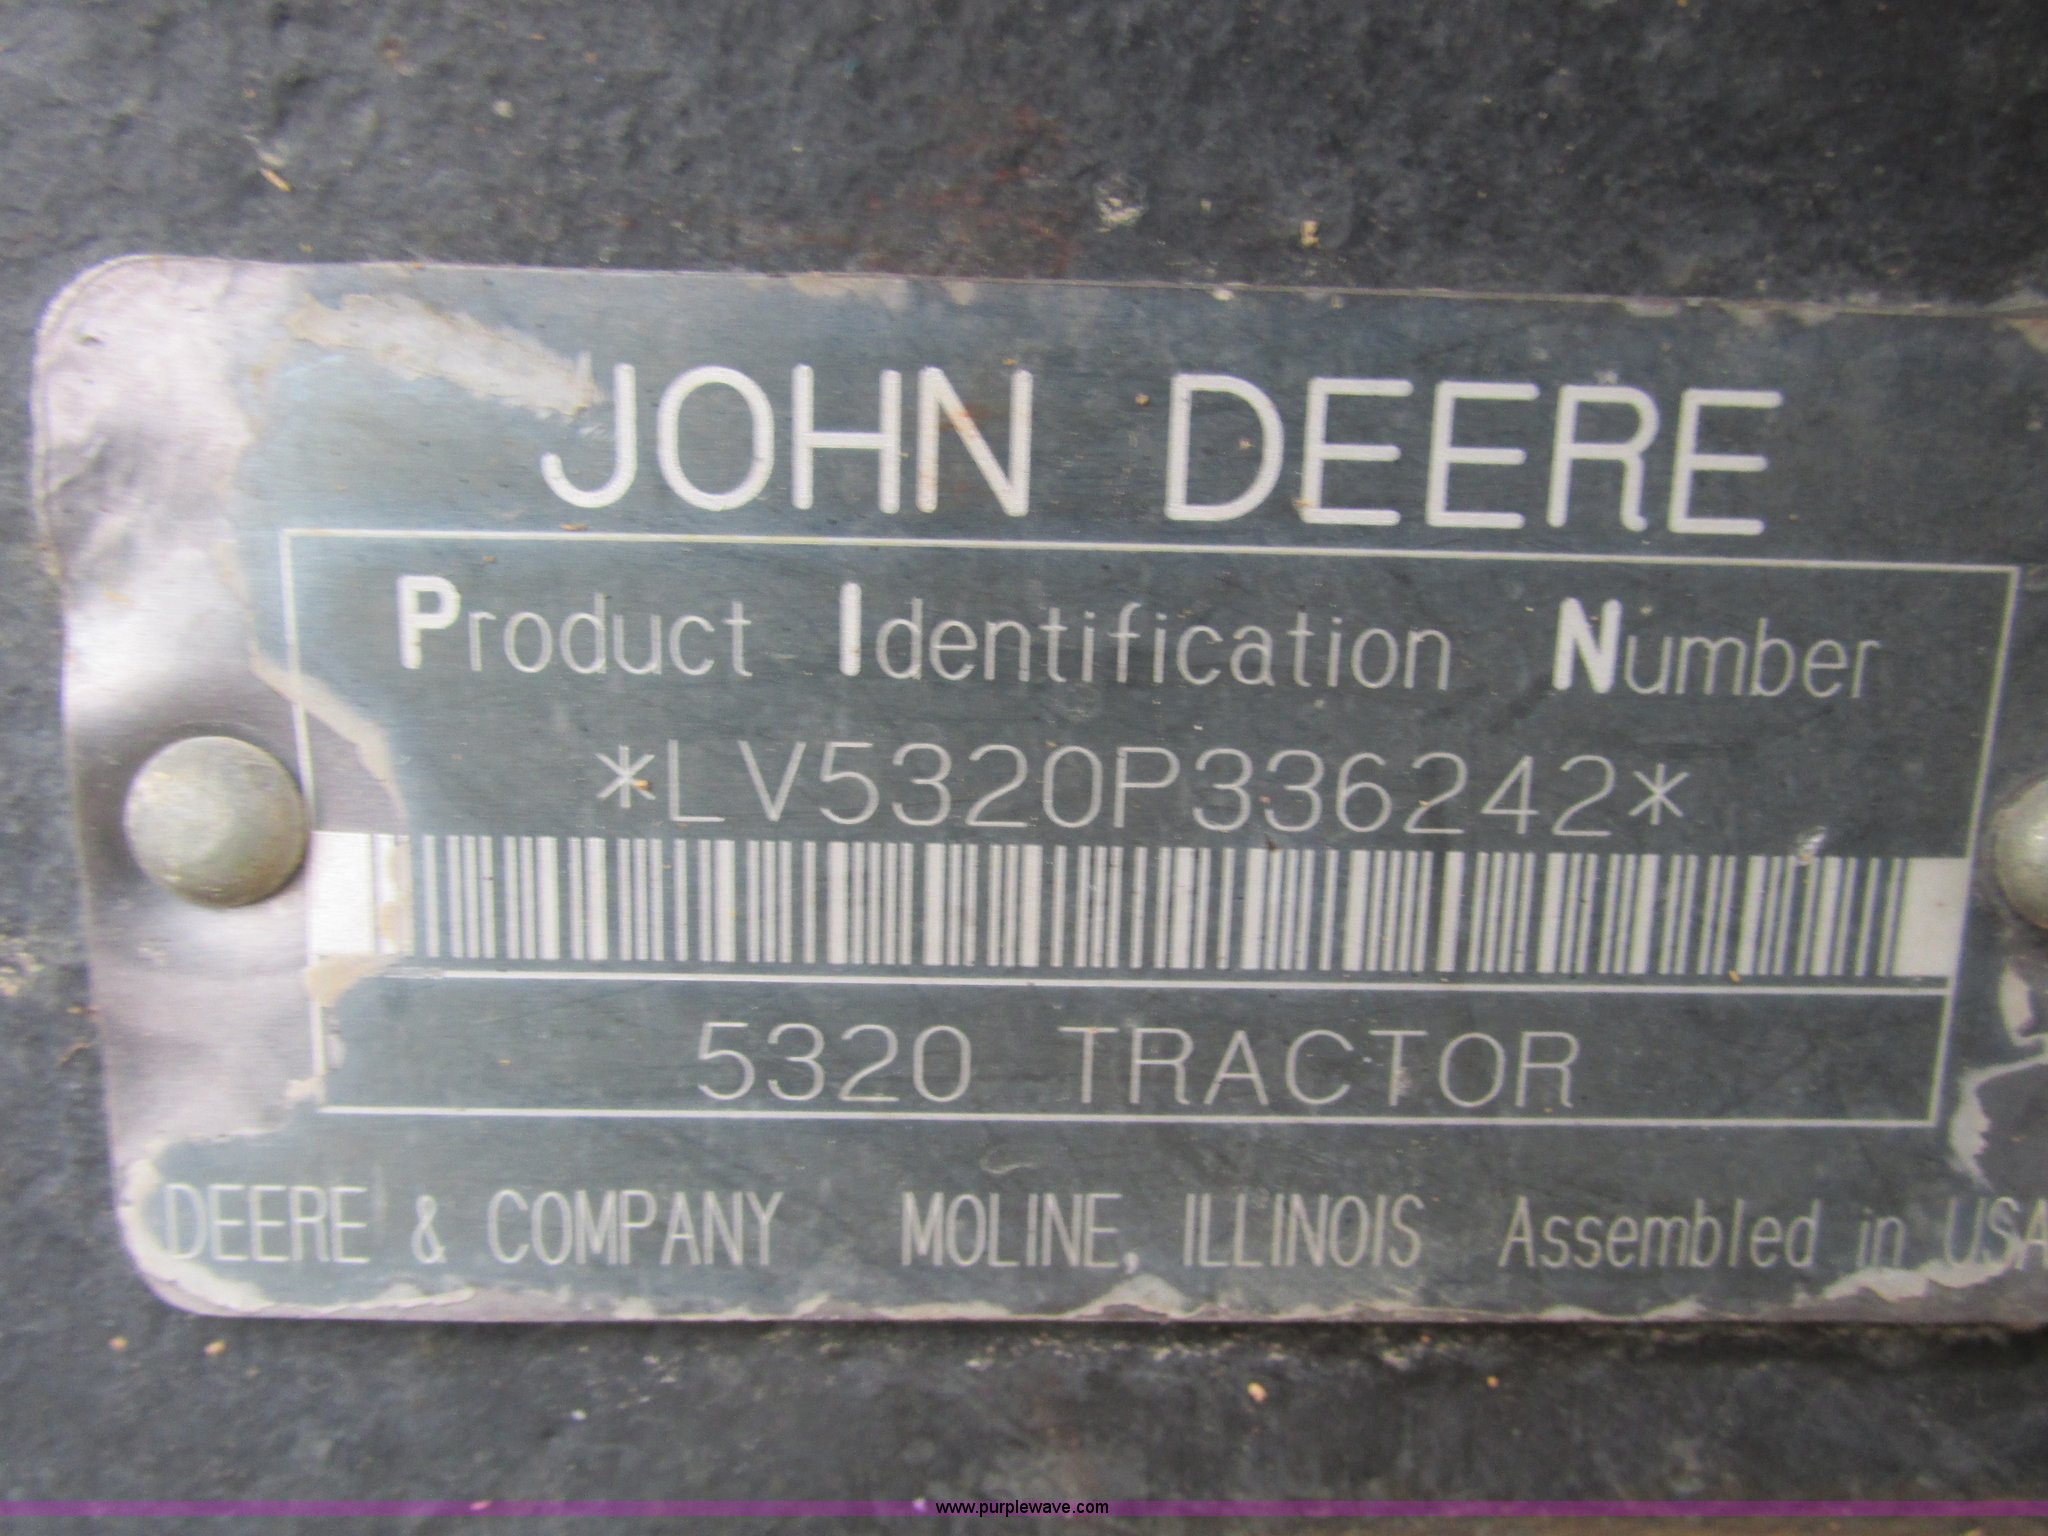 JOHN DEERE
Product Identification Number
*LV5320P336242*
5320 TRACTOR
DEERE & COMPANY MOLINE, ILLINOIS Assembled in USA
www.purplewave.com